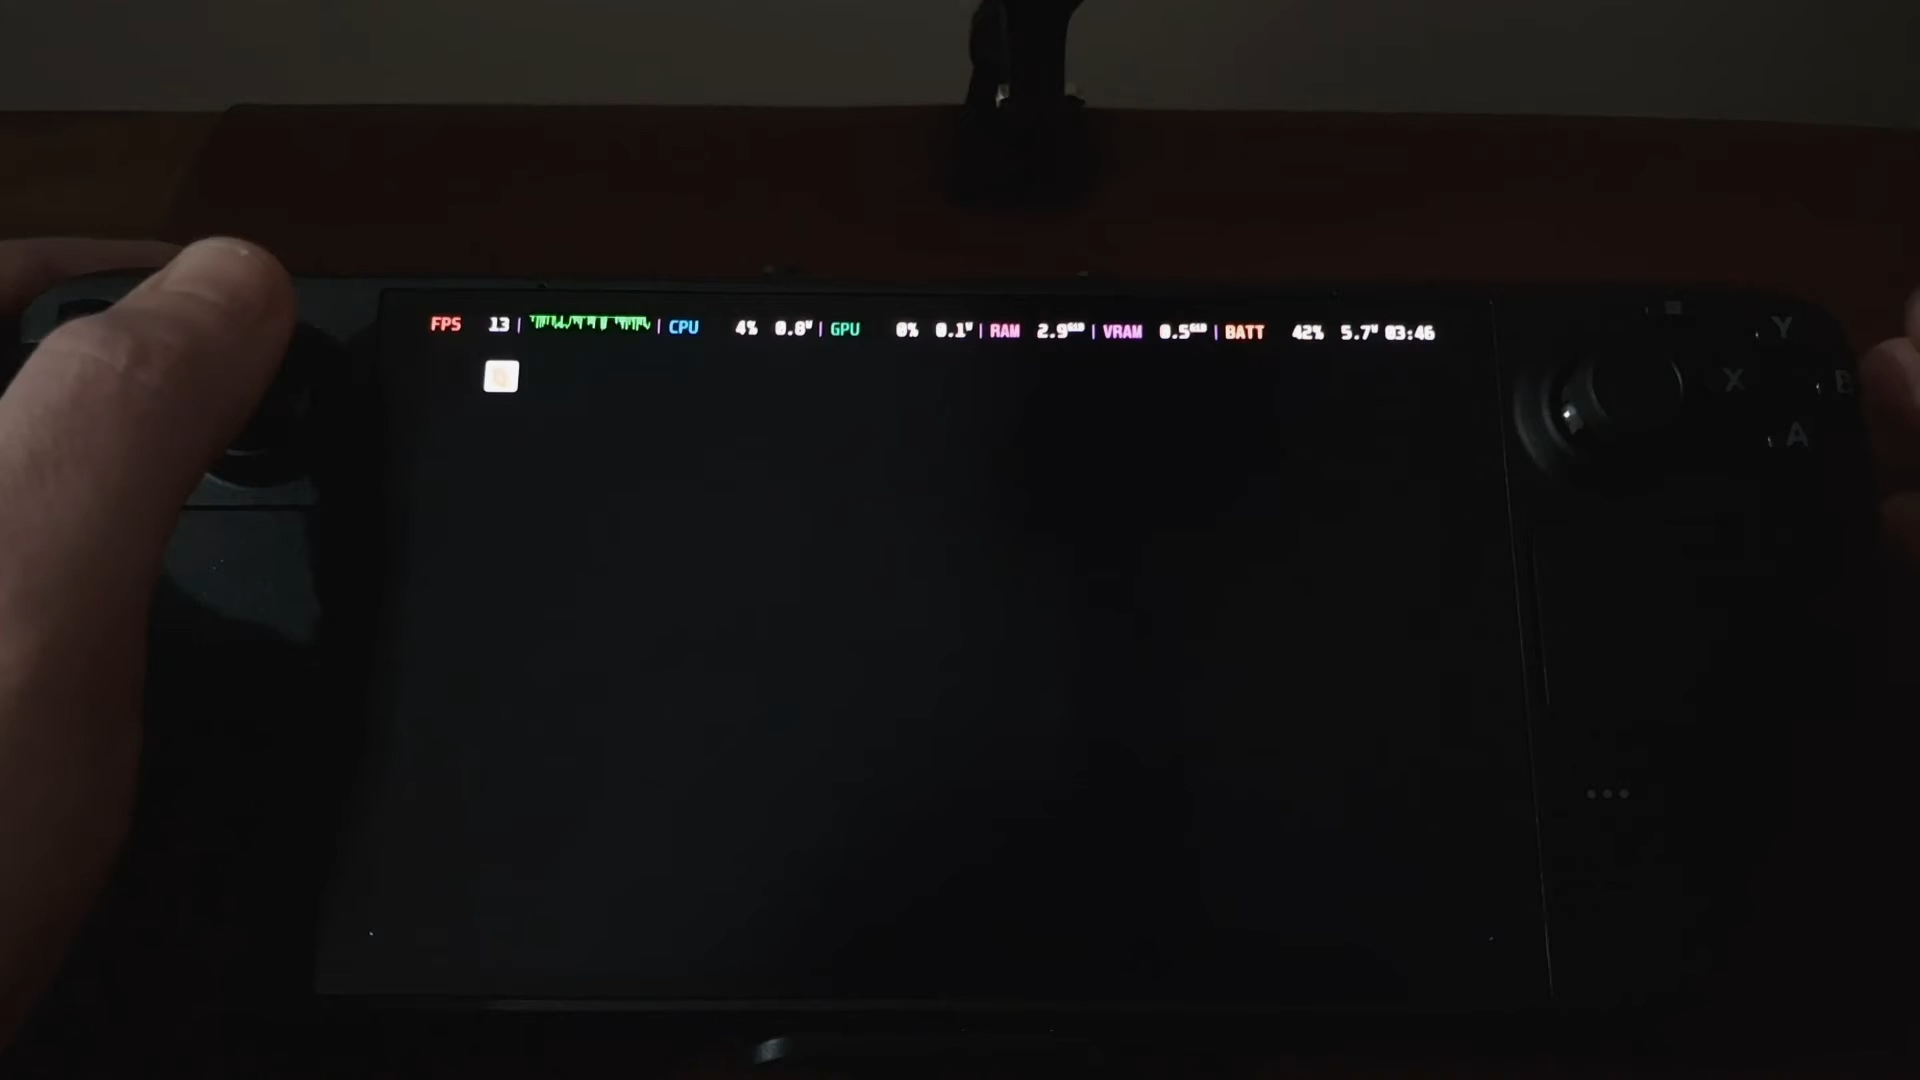 FPS 13 | | CPU 4% 0.0W | GPU 0% 0.1W | RAM 2.9GiB | VRAM 0.5GiB | BATT 42% 5.7W 03:46
Y
X B
A